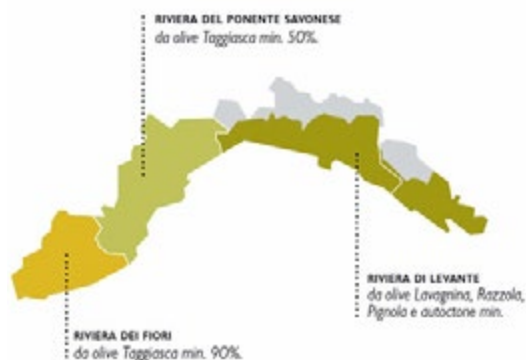 RIVIERA DEL PONENTE SAVONESE
da olive Taggiasca min. 50%.
RIVIERA DI LEVANTE
da olive Lavagnina, Razzola,
Pignola e autoctone min.
RIVIERA DEI FIORI
da olive Taggiasca min. 90%.